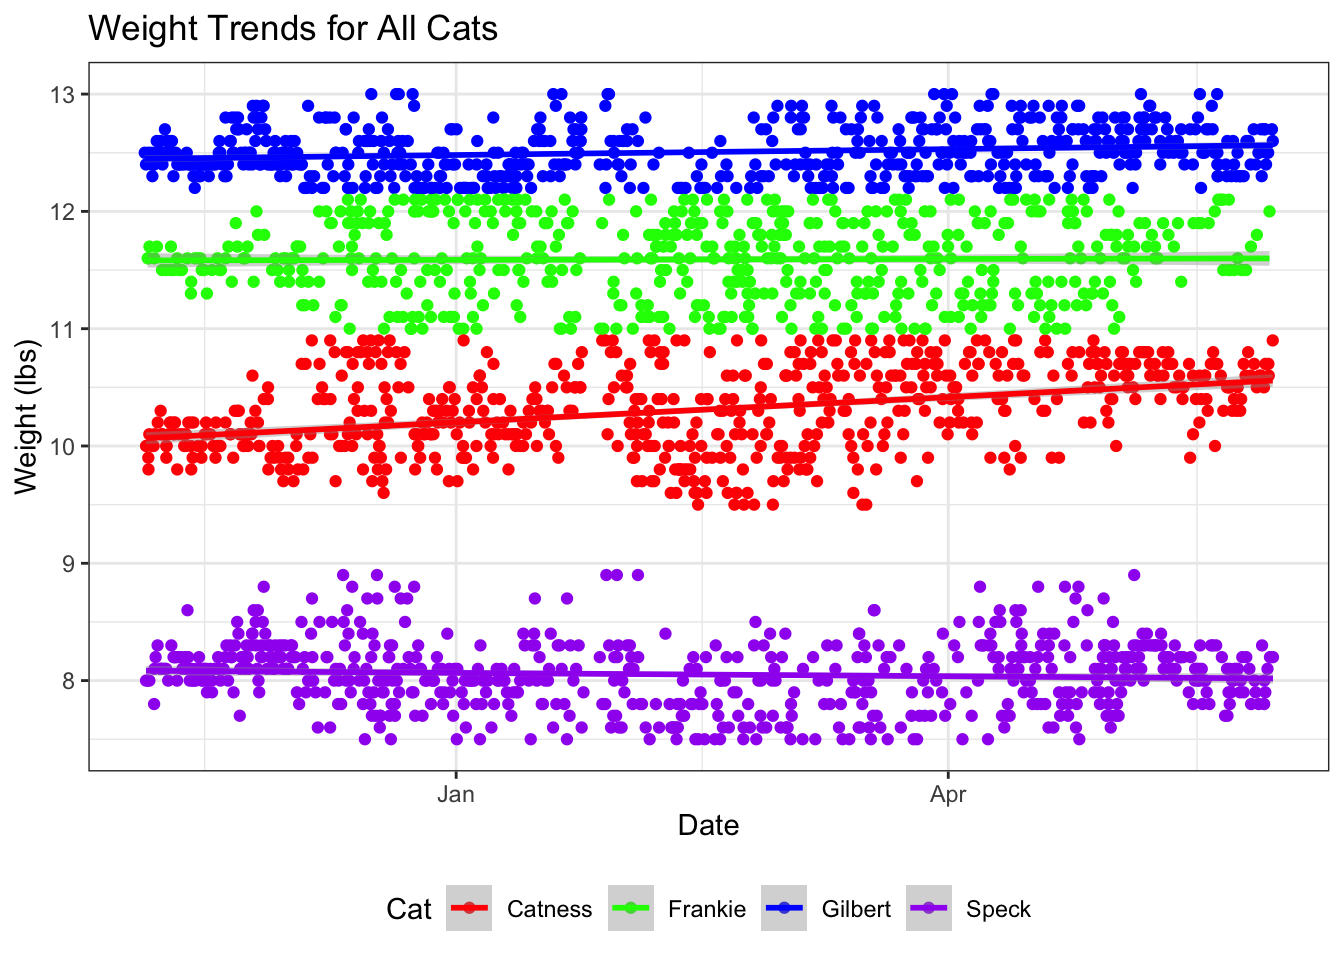 Weight Trends for All Cats
13
12
11
10
9
8
Weight (lbs)
Jan
Apr
Date
Cat
Catness
Frankie
Gilbert
Speck